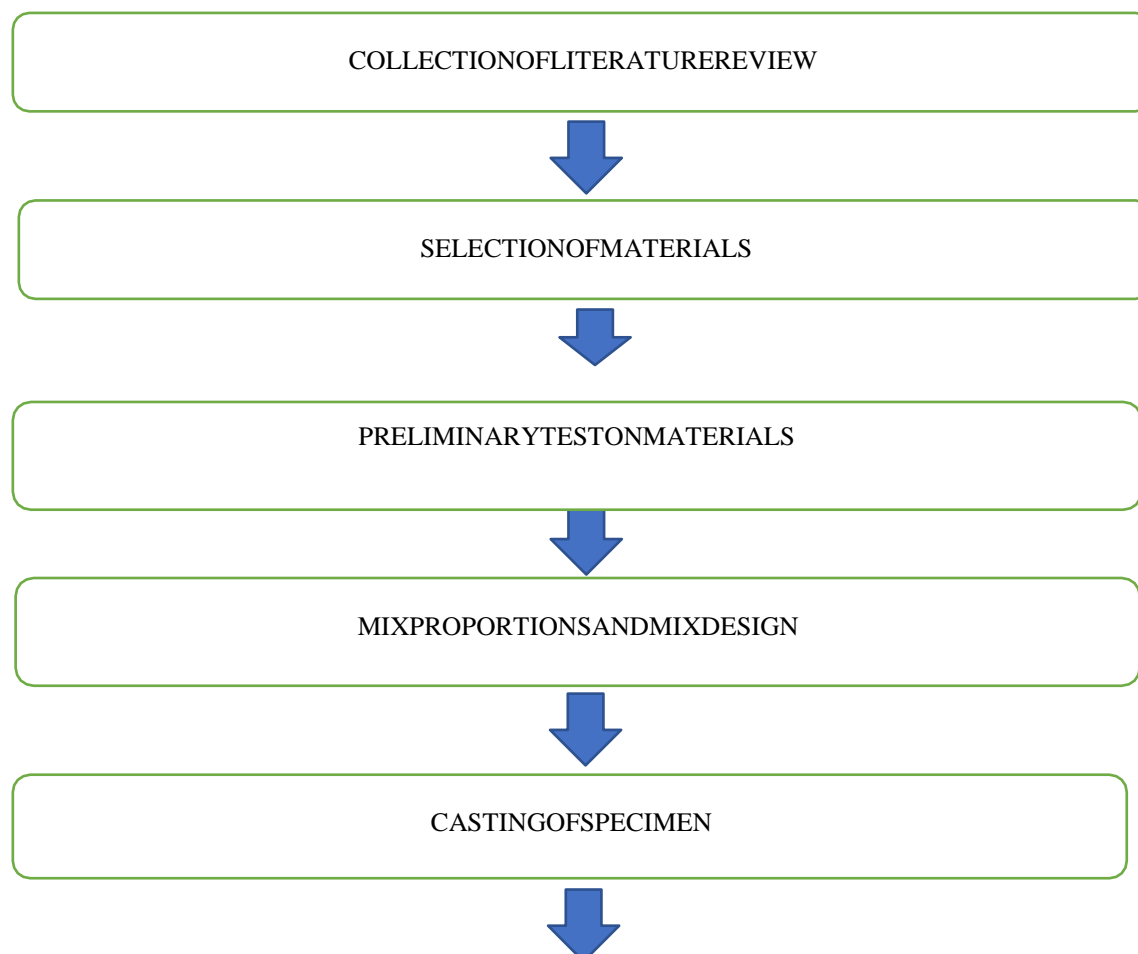 COLLECTIONOFLITERATUREREVIEW
SELECTIONOFMATERIALS
PRELIMINARYTESTONMATERIALS
MIXPROPORTIONSANDMIXDESIGN
CASTINGOFSPECIMEN